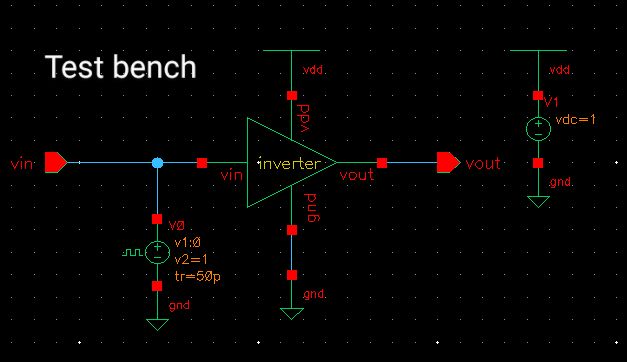 Test bench
vdd
vdd
vdd
V1
vdc=1
vin
vin
inverter
vout
vout
gnd
gnd
V0
v1:0
v2=1
tr=50p
gnd
gnd